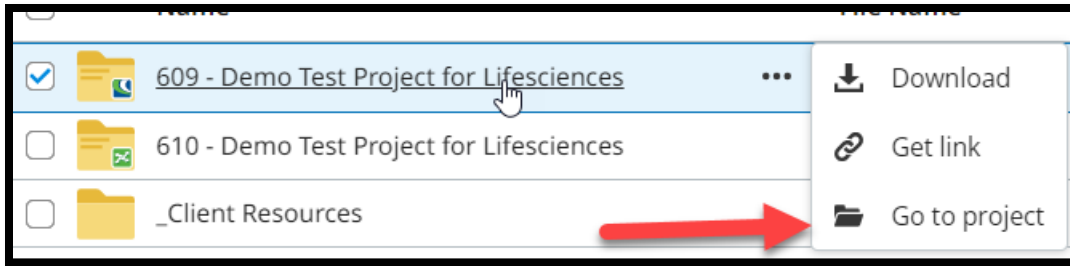 609 - Demo Test Project for Lifesciences
Download
610 - Demo Test Project for Lifesciences
Get link
_Client Resources
Go to project